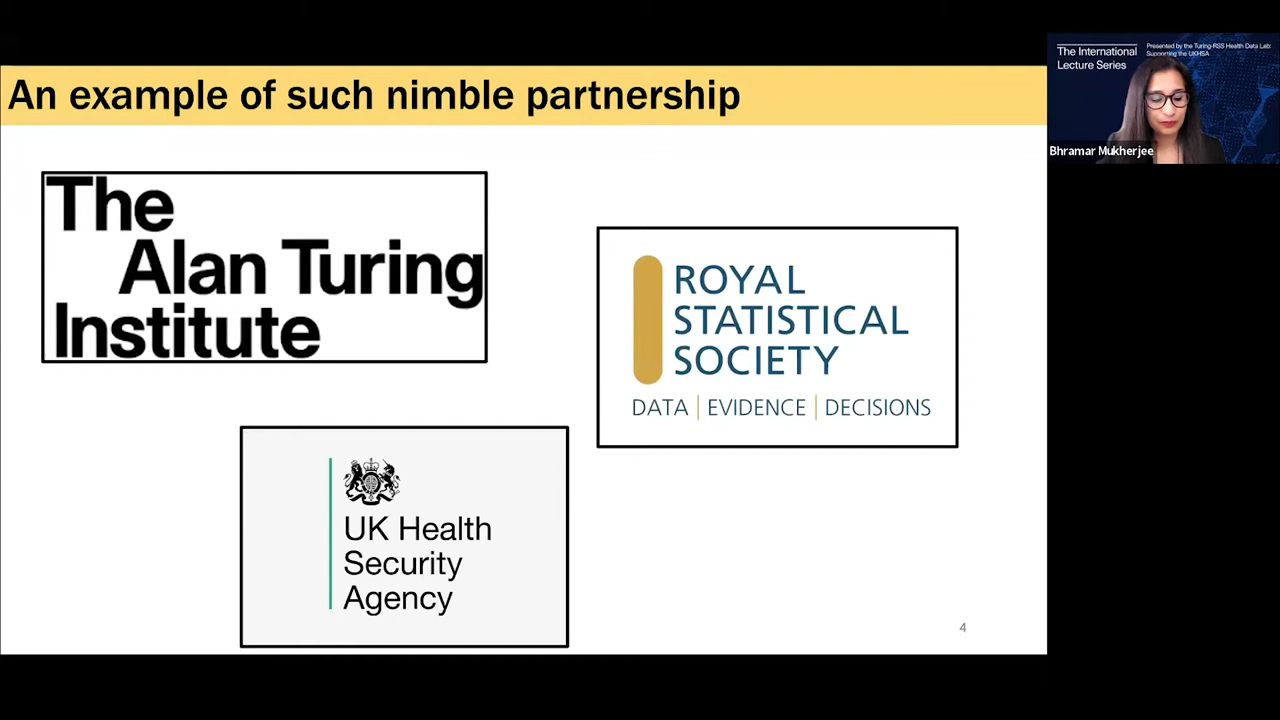 An example of such nimble partnership
The
Alan Turing
Institute
ROYAL
STATISTICAL
SOCIETY
DATA | EVIDENCE | DECISIONS
UK Health
Security
Agency
4
The International
Lecture Series
Presented by the Turing-RSS Health Data Lab:
Supporting the UKHSA
Bhramar Mukherjee